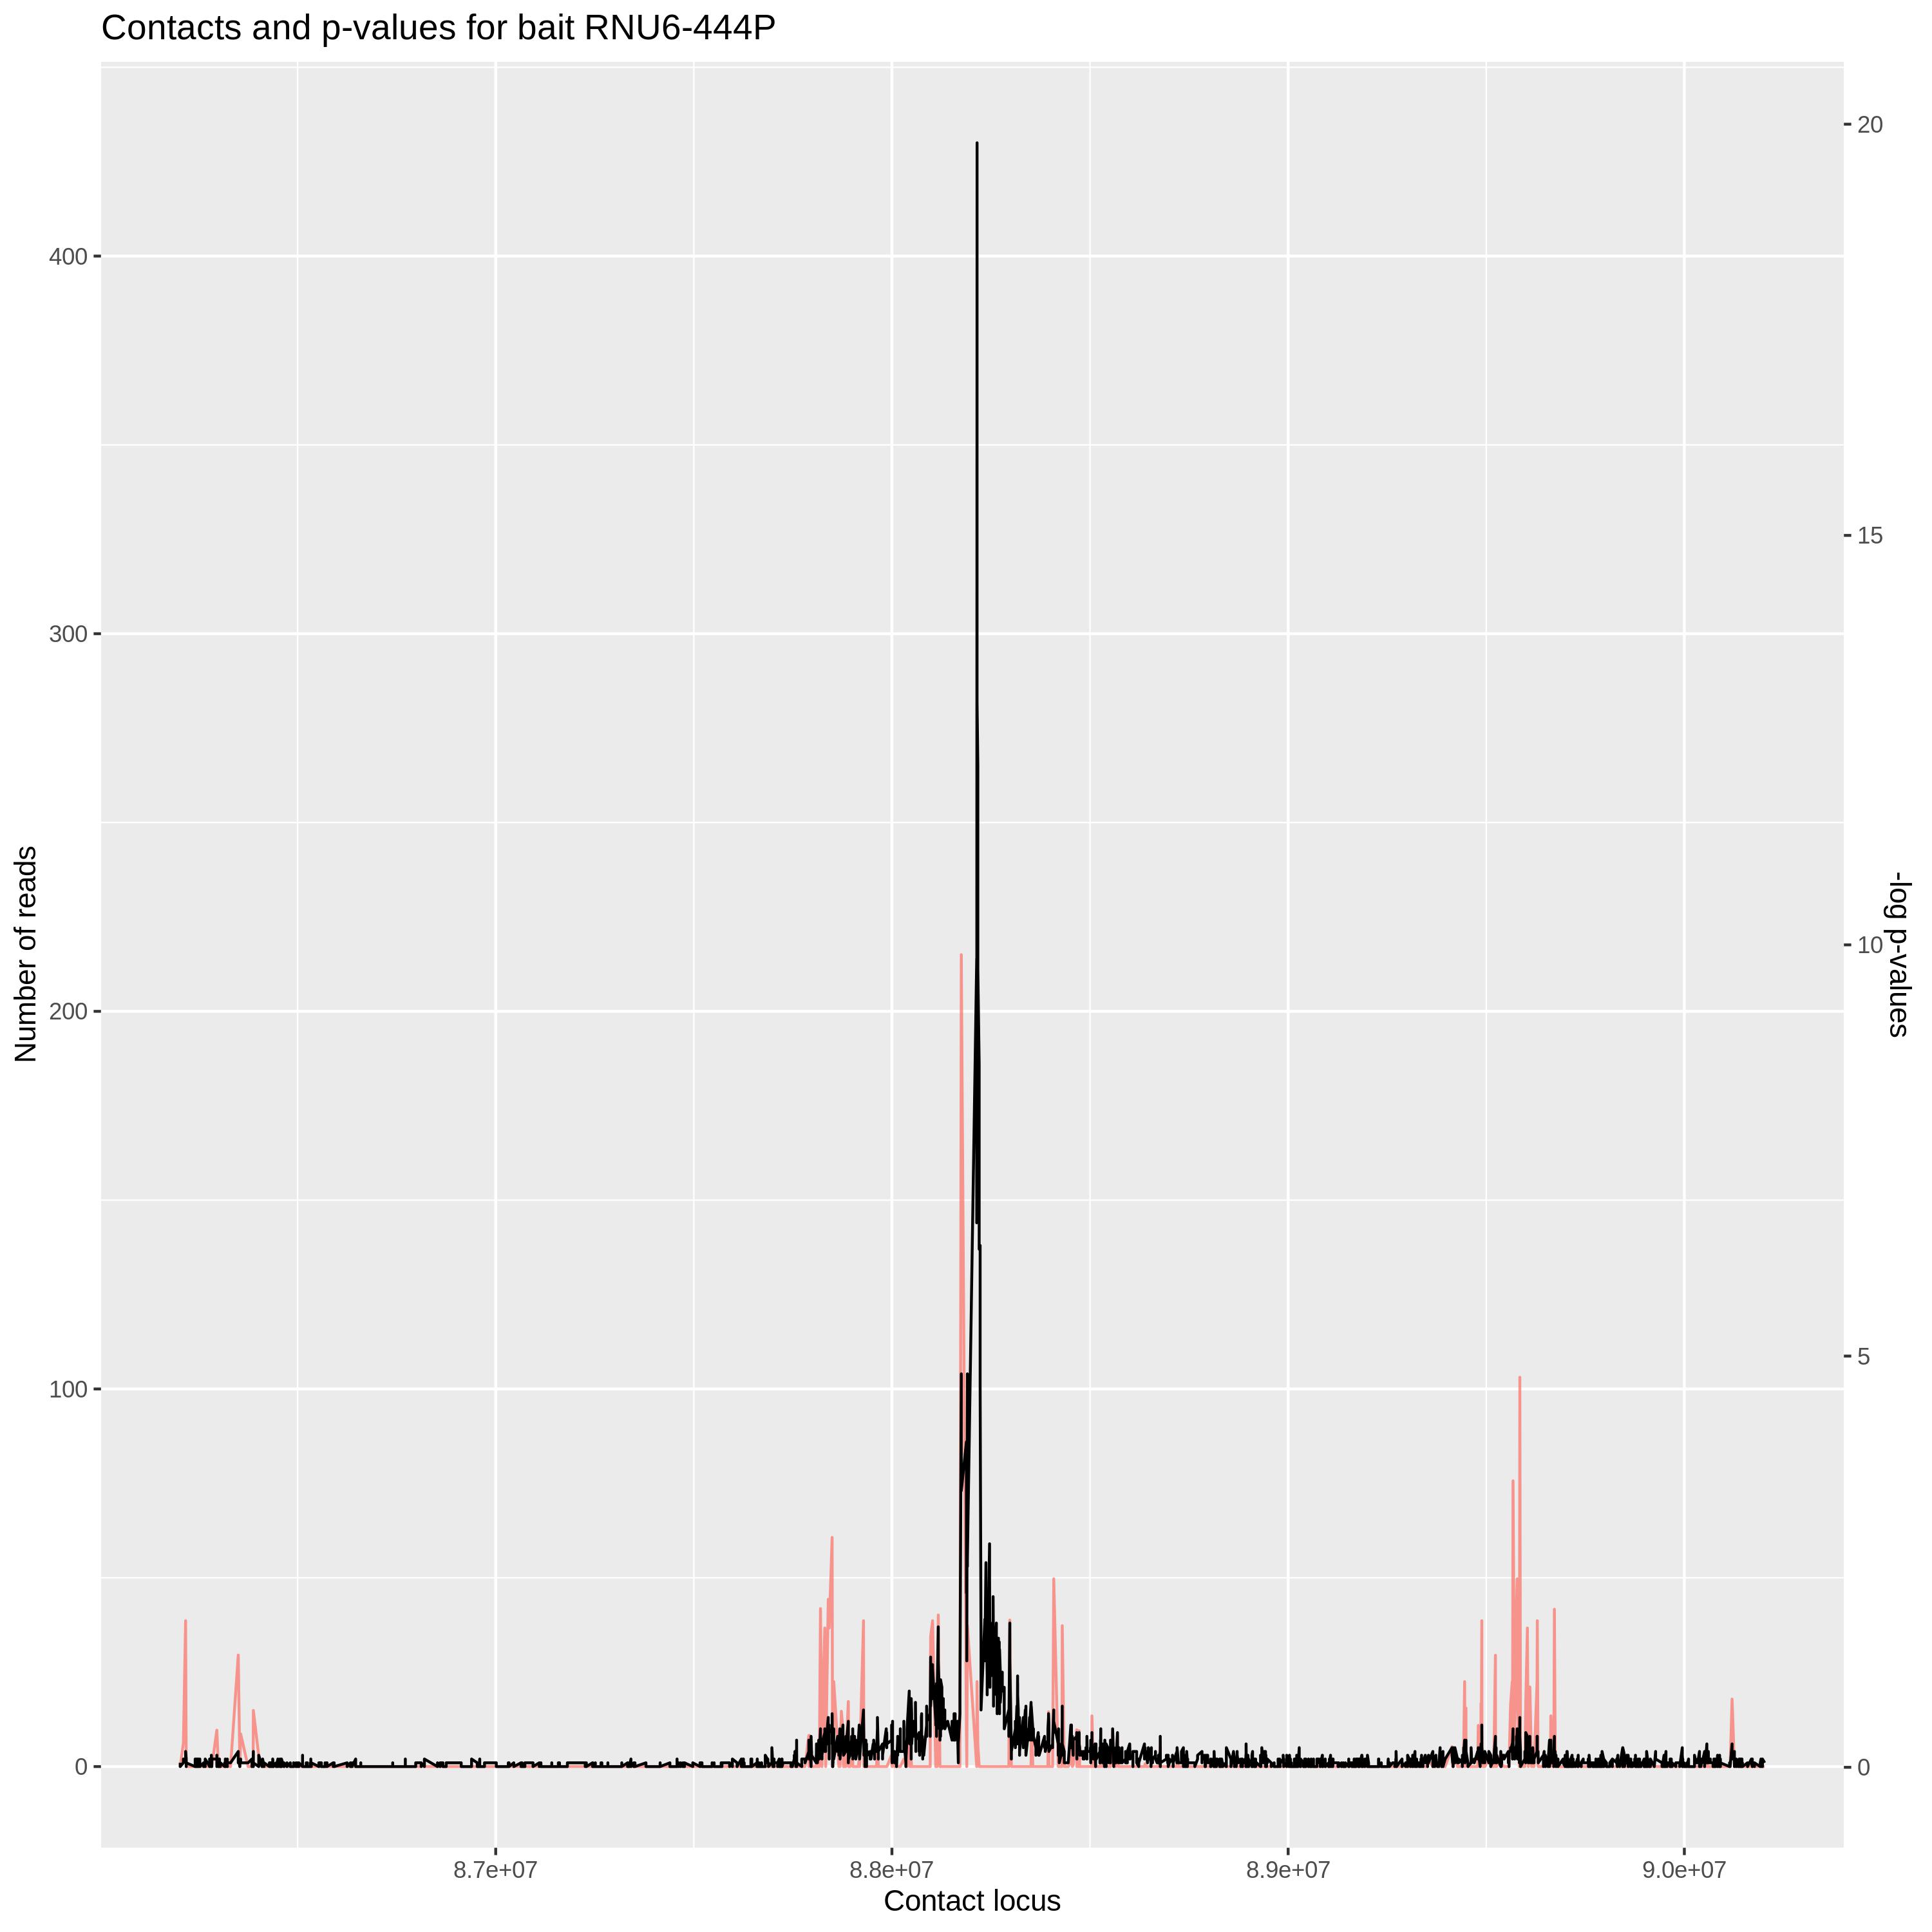 Contacts and p-values for bait RNU6-444P
Number of reads
400
300
200
100
0
20
15
10
5
0
-log p-values
8.7e+07
8.8e+07
8.9e+07
9.0e+07
Contact locus